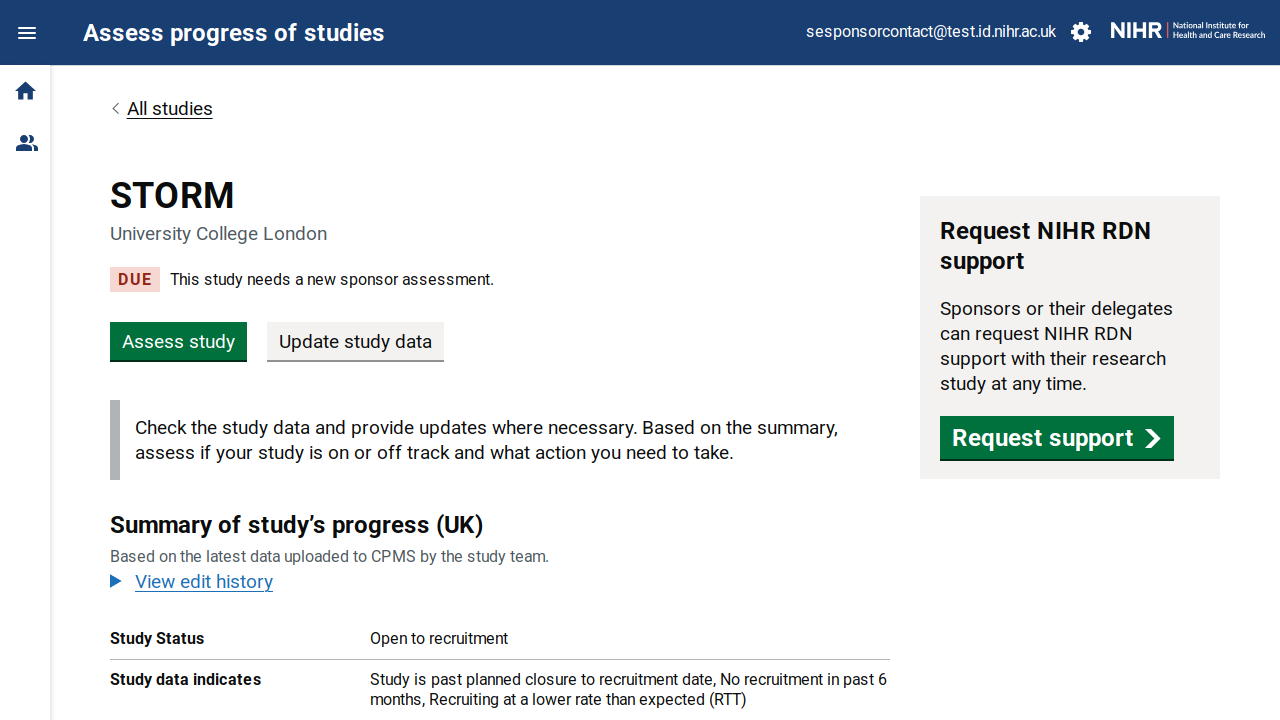 Assess progress of studies
sesponsorcontact@test.id.nihr.ac.uk
NIHR
National Institute for
Health and Care Research
All studies
STORM
University College London
DUE This study needs a new sponsor assessment.
Assess study
Update study data
Check the study data and provide updates where necessary. Based on the summary,
assess if your study is on or off track and what action you need to take.
Summary of study’s progress (UK)
Based on the latest data uploaded to CPMS by the study team.
View edit history
Study Status Open to recruitment
Study data indicates Study is past planned closure to recruitment date, No recruitment in past 6
months, Recruiting at a lower rate than expected (RTT)
Request NIHR RDN
support
Sponsors or their delegates
can request NIHR RDN
support with their research
study at any time.
Request support